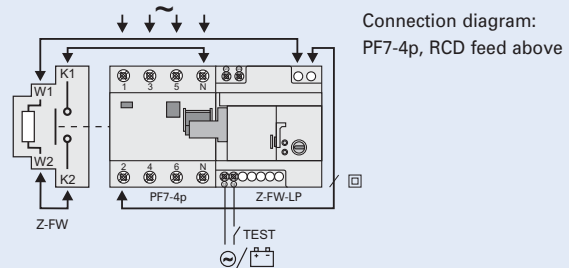 Connection diagram:
PF7-4p, RCD feed above
~
K1
W1
1 3 5 N
W2
K2
2 4 6 N
PF7-4p
Z-FW-LP
Z-FW
TEST
~ / + -